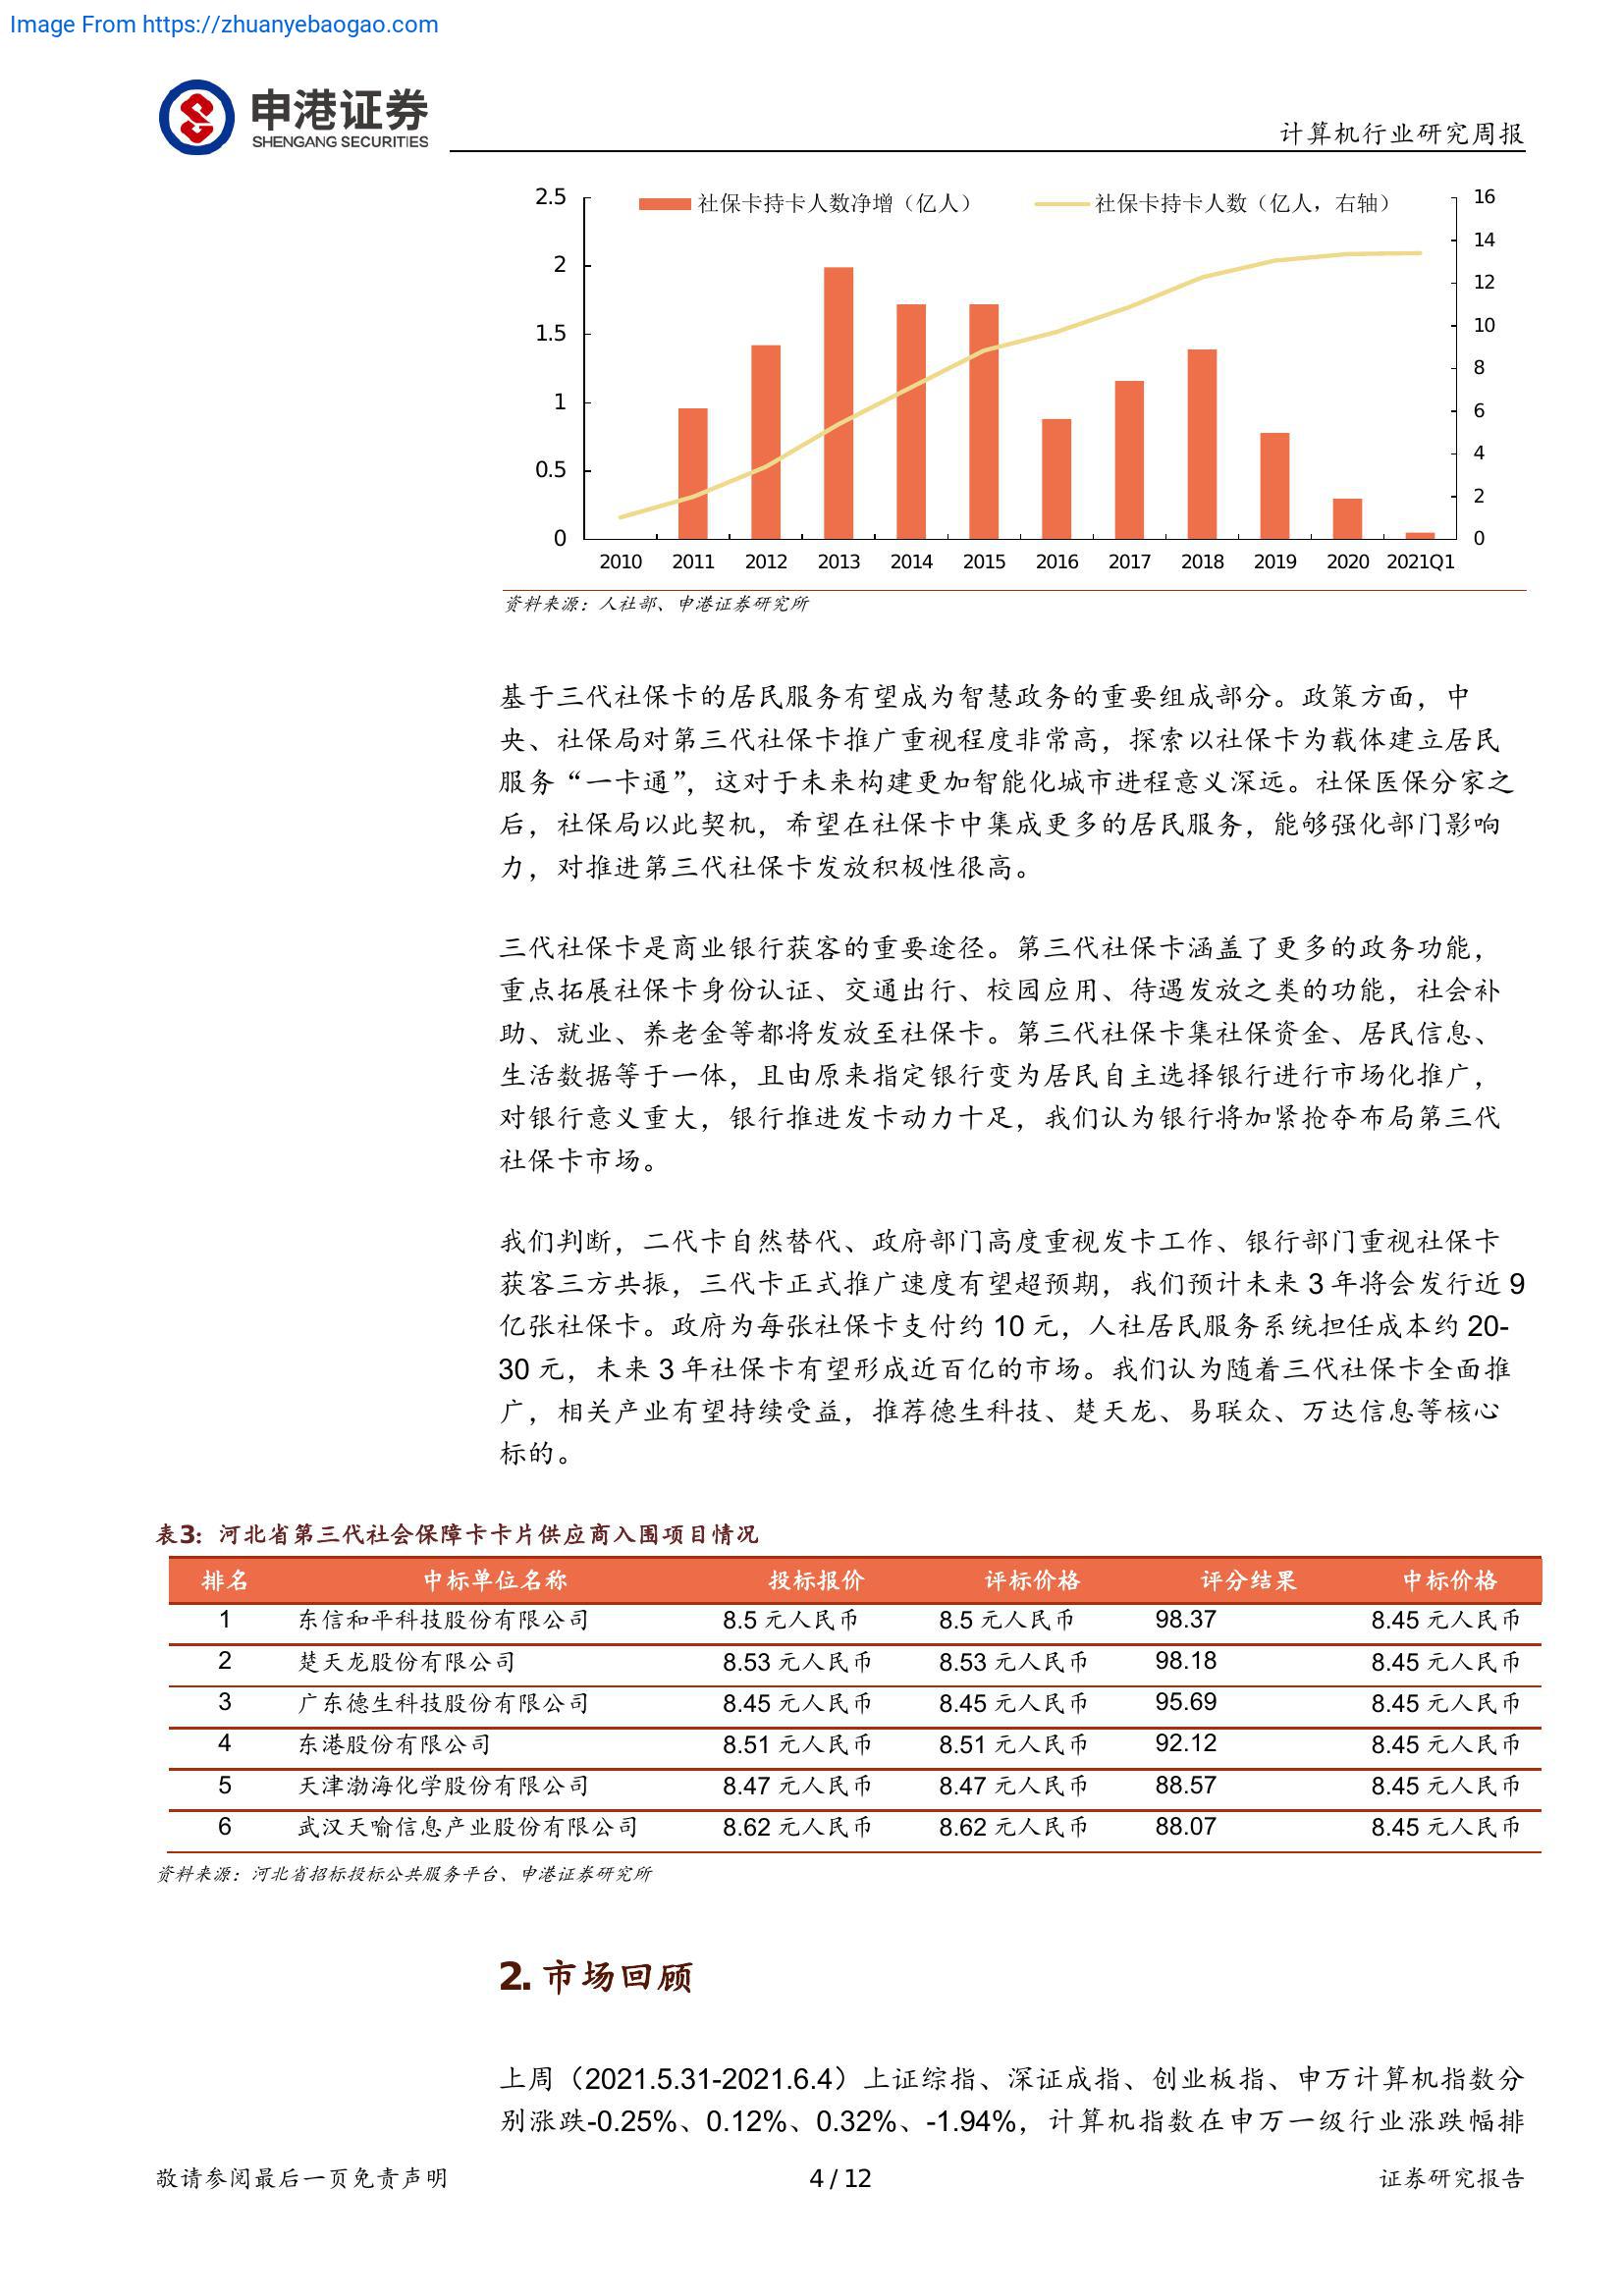 Image From https://zhuanyebaogao.com
申港证券
SHENGANG SECURITIES
计算机行业研究周报
社保卡持卡人数净增（亿人）
社保卡持卡人数（亿人，右轴）
2.5
2
1.5
1
0.5
0
16
14
12
10
8
6
4
2
0
2010 2011 2012 2013 2014 2015 2016 2017 2018 2019 2020 2021Q1
资料来源：人社部、申港证券研究所
基于三代社保卡的居民服务有望成为智慧政务的重要组成部分。政策方面，中
央、社保局对第三代社保卡推广重视程度非常高，探索以社保卡为载体建立居民
服务“一卡通”，这对于未来构建更加智能化城市进程意义深远。社保医保分家之
后，社保局以此契机，希望在社保卡中集成更多的居民服务，能够强化部门影响
力，对推进第三代社保卡发放积极性很高。
三代社保卡是商业银行获客的重要途径。第三代社保卡涵盖了更多的政务功能，
重点拓展社保卡身份认证、交通出行、校园应用、待遇发放之类的功能，社会补
助、就业、养老金等都将发放至社保卡。第三代社保卡集社保资金、居民信息、
生活数据等于一体，且由原来指定银行变为居民自主选择银行进行市场化推广，
对银行意义重大，银行推进发卡动力十足，我们认为银行将加紧抢夺布局第三代
社保卡市场。
我们判断，二代卡自然替代、政府部门高度重视发卡工作、银行部门重视社保卡
获客三方共振，三代卡正式推广速度有望超预期，我们预计未来 3 年将会发行近 9
亿张社保卡。政府为每张社保卡支付约 10 元，人社居民服务系统担任成本约 20-
30 元，未来 3 年社保卡有望形成近百亿的市场。我们认为随着三代社保卡全面推
广，相关产业有望持续受益，推荐德生科技、楚天龙、易联众、万达信息等核心
标的。
表3：河北省第三代社会保障卡卡片供应商入围项目情况
排名 中标单位名称 投标报价 评标价格 评分结果 中标价格
1 东信和平科技股份有限公司 8.5 元人民币 8.5 元人民币 98.37 8.45 元人民币
2 楚天龙股份有限公司 8.53 元人民币 8.53 元人民币 98.18 8.45 元人民币
3 广东德生科技股份有限公司 8.45 元人民币 8.45 元人民币 95.69 8.45 元人民币
4 东港股份有限公司 8.51 元人民币 8.51 元人民币 92.12 8.45 元人民币
5 天津渤海化学股份有限公司 8.47 元人民币 8.47 元人民币 88.57 8.45 元人民币
6 武汉天喻信息产业股份有限公司 8.62 元人民币 8.62 元人民币 88.07 8.45 元人民币
资料来源：河北省招标投标公共服务平台、申港证券研究所
2. 市场回顾
上周（2021.5.31-2021.6.4）上证综指、深证成指、创业板指、申万计算机指数分
别涨跌-0.25%、0.12%、0.32%、-1.94%，计算机指数在申万一级行业涨跌幅排
敬请参阅最后一页免责声明
4 / 12
证券研究报告